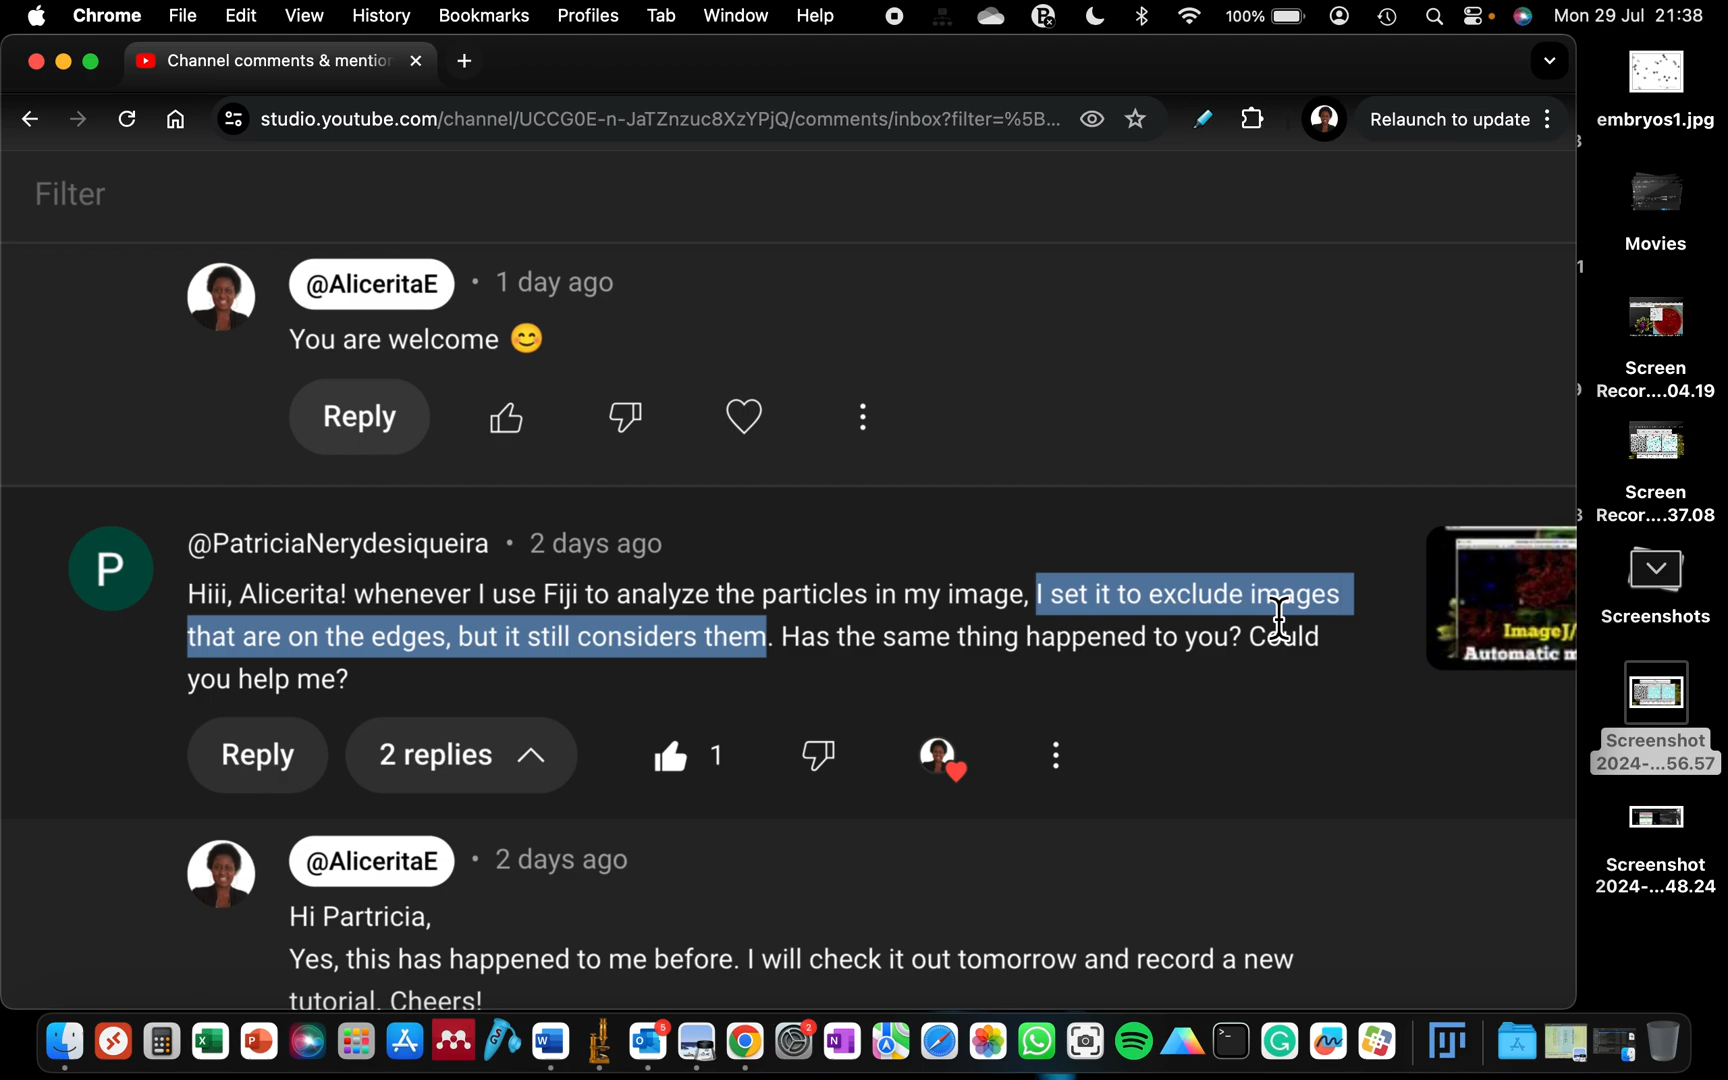 Chrome File Edit View History Bookmarks Profiles Tab Window Help 100% Mon 29 Jul 21:38
Channel comments & mentio
studio.youtube.com/channel/UCCG0E-n-JaTZnzuc8XzYPjQ/comments/inbox?filter=%5B... Relaunch to update
Filter
@AliceritaE • 1 day ago
You are welcome 😊
Reply
P
@PatriciaNerydesiqueira • 2 days ago
Hiii, Alicerita! whenever I use Fiji to analyze the particles in my image, I set it to exclude images
that are on the edges, but it still considers them. Has the same thing happened to you? Could
you help me?
ImageJ/
Automatic m
Reply 2 replies 1
@AliceritaE • 2 days ago
Hi Partricia,
Yes, this has happened to me before. I will check it out tomorrow and record a new
tutorial. Cheers!
embryos1.jpg
Movies
Screen
Recor....04.19
Screen
Recor....37.08
Screenshots
Screenshot
2024-...56.57
Screenshot
2024-...48.24
5
2